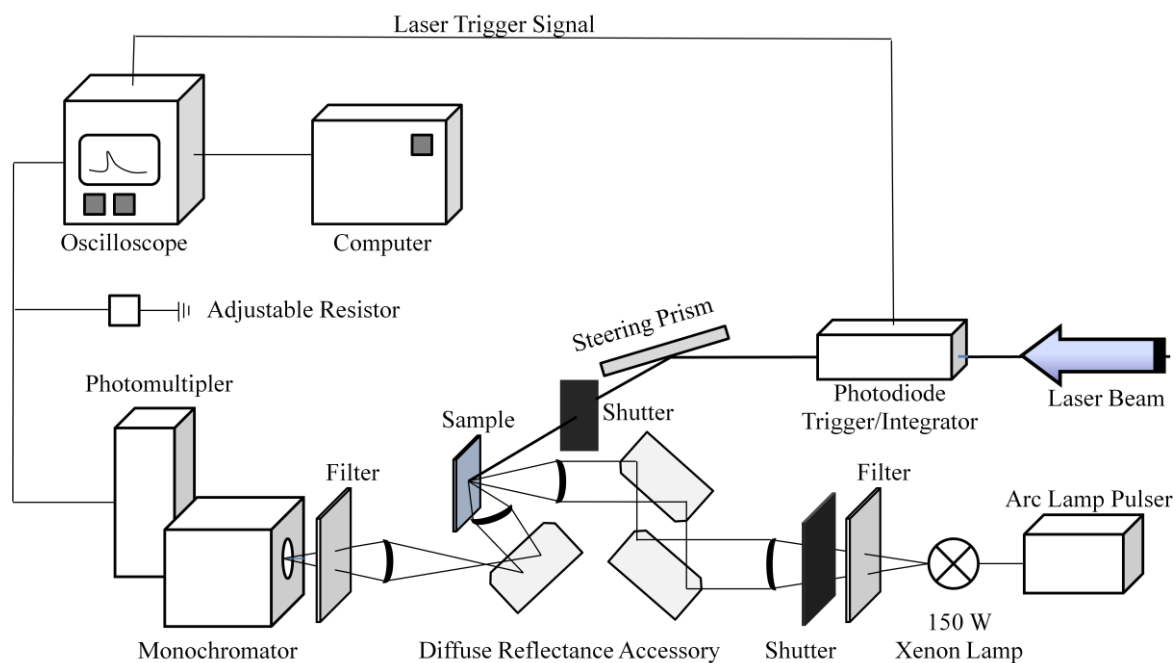 Laser Trigger Signal
Oscilloscope
Computer
Adjustable Resistor
Steering Prism
Photomultipler
Photodiode
Trigger/Integrator
Laser Beam
Shutter
Sample
Filter
Filter
Arc Lamp Pulser
Monochromator
Diffuse Reflectance Accessory
Shutter
150 W
Xenon Lamp